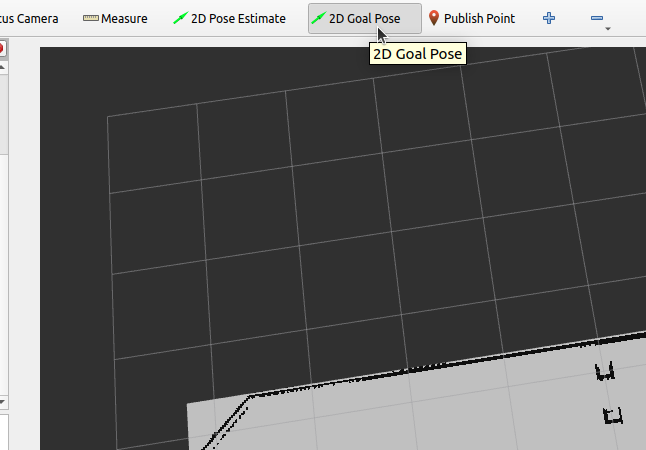 cus Camera
Measure
2D Pose Estimate
2D Goal Pose
Publish Point
2D Goal Pose